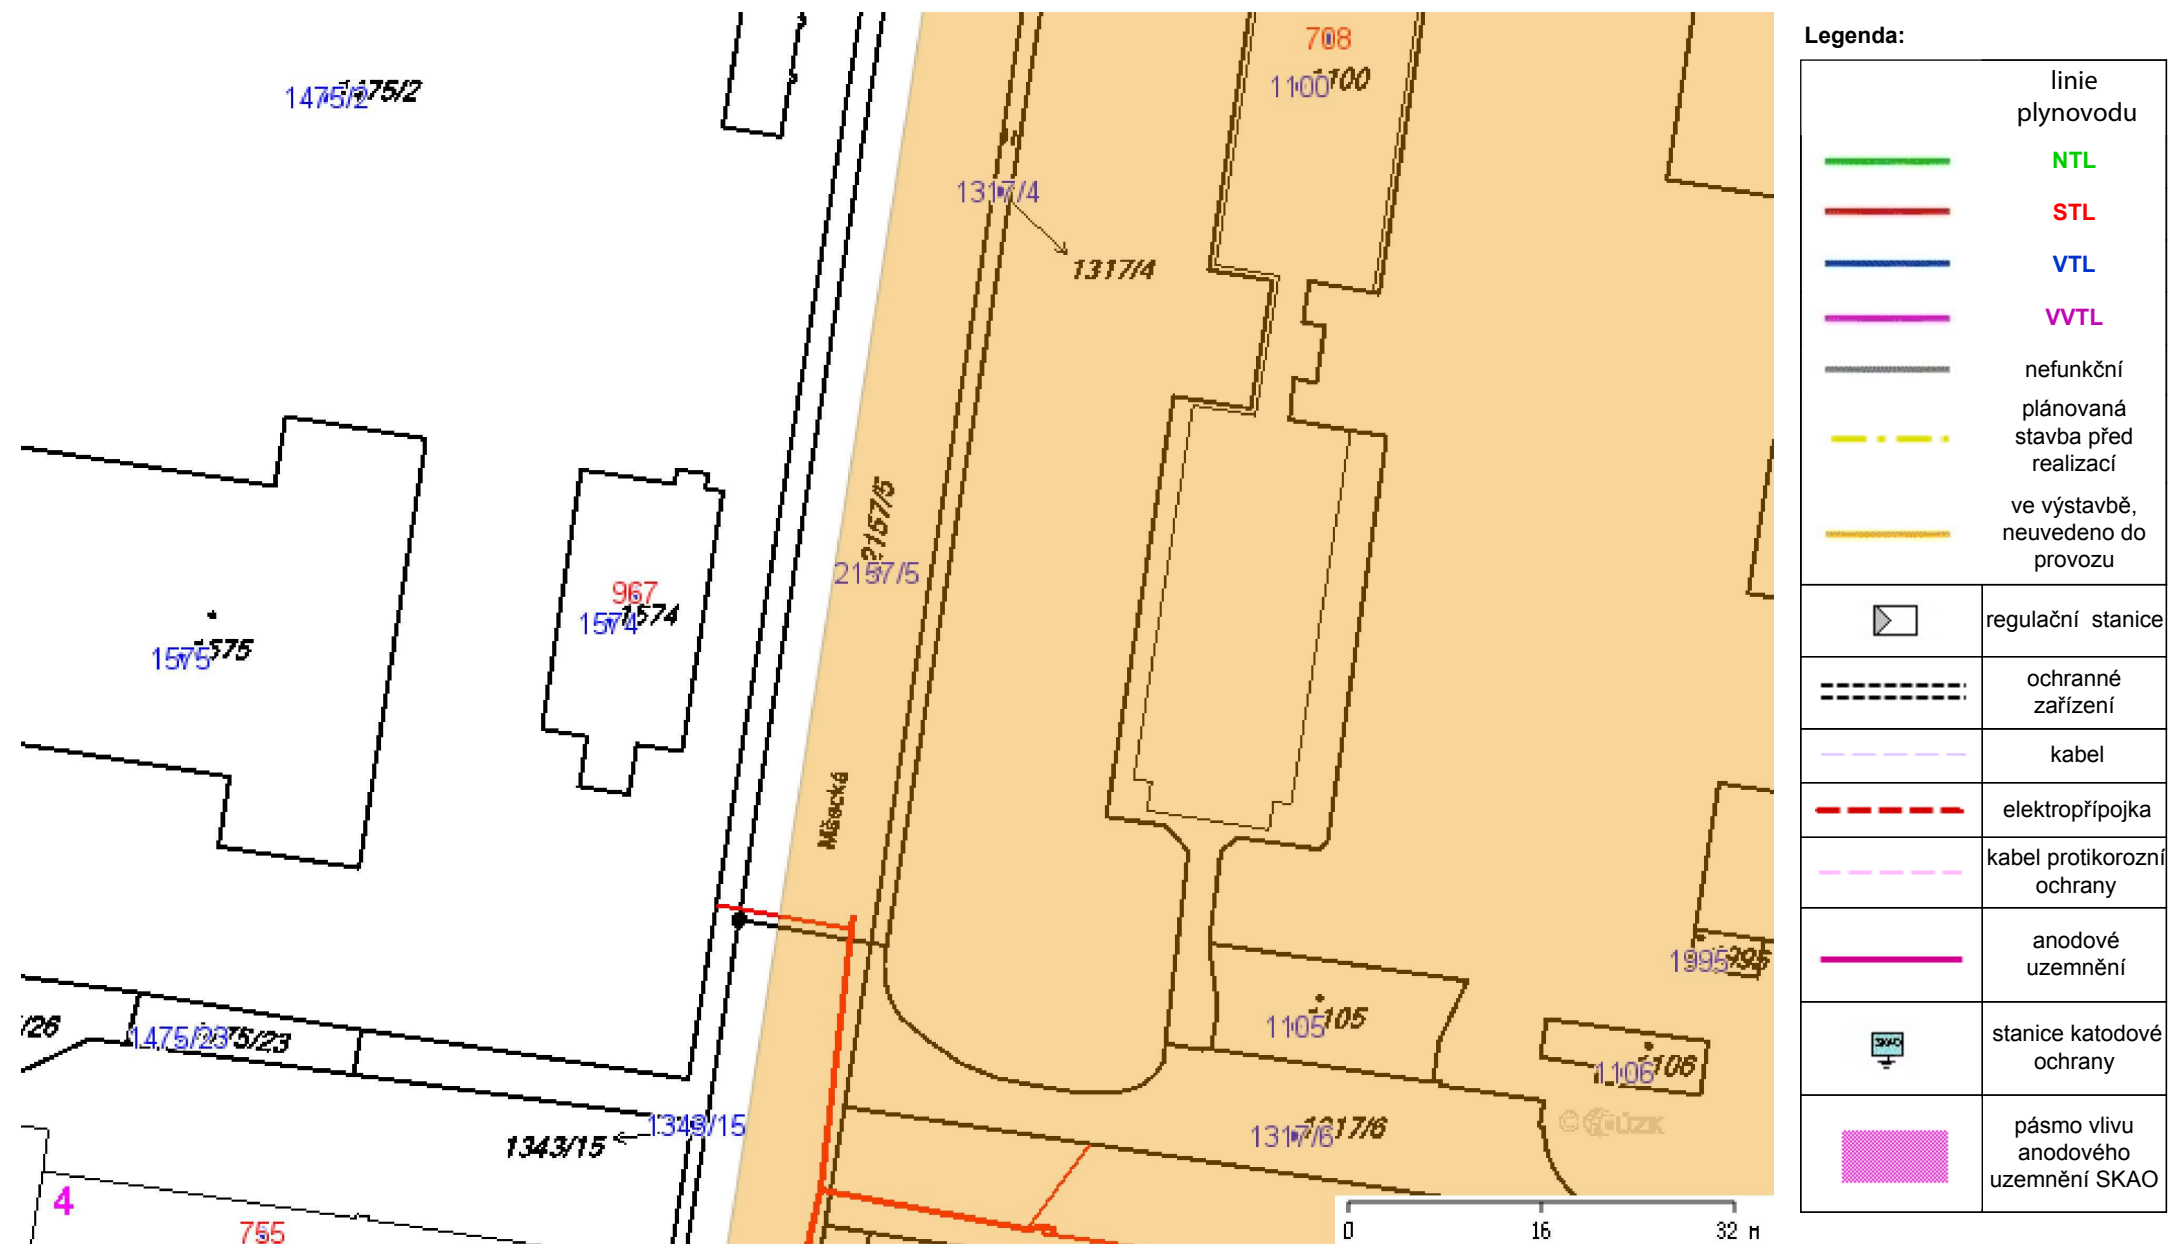 1475/2
1475/2
708
1100
1100
1317/4
1317/4
2157/5
2157/5
967
1574
1574
1575
1575
Mšecká
1995
1995
/26
1475/23
1475/23
1105
1105
1106
1106
1343/15
1343/15
1317/6
1317/6
© ČÚZK
4
755
0 16 32 m
Legenda:
linie
plynovodu
NTL
STL
VTL
VVTL
nefunkční
plánovaná
stavba před
realizací
ve výstavbě,
neuvedeno do
provozu
regulační stanice
ochranné
zařízení
kabel
elektropřípojka
kabel protikorozní
ochrany
anodové
uzemnění
SKAO
stanice katodové
ochrany
pásmo vlivu
anodového
uzemnění SKAO